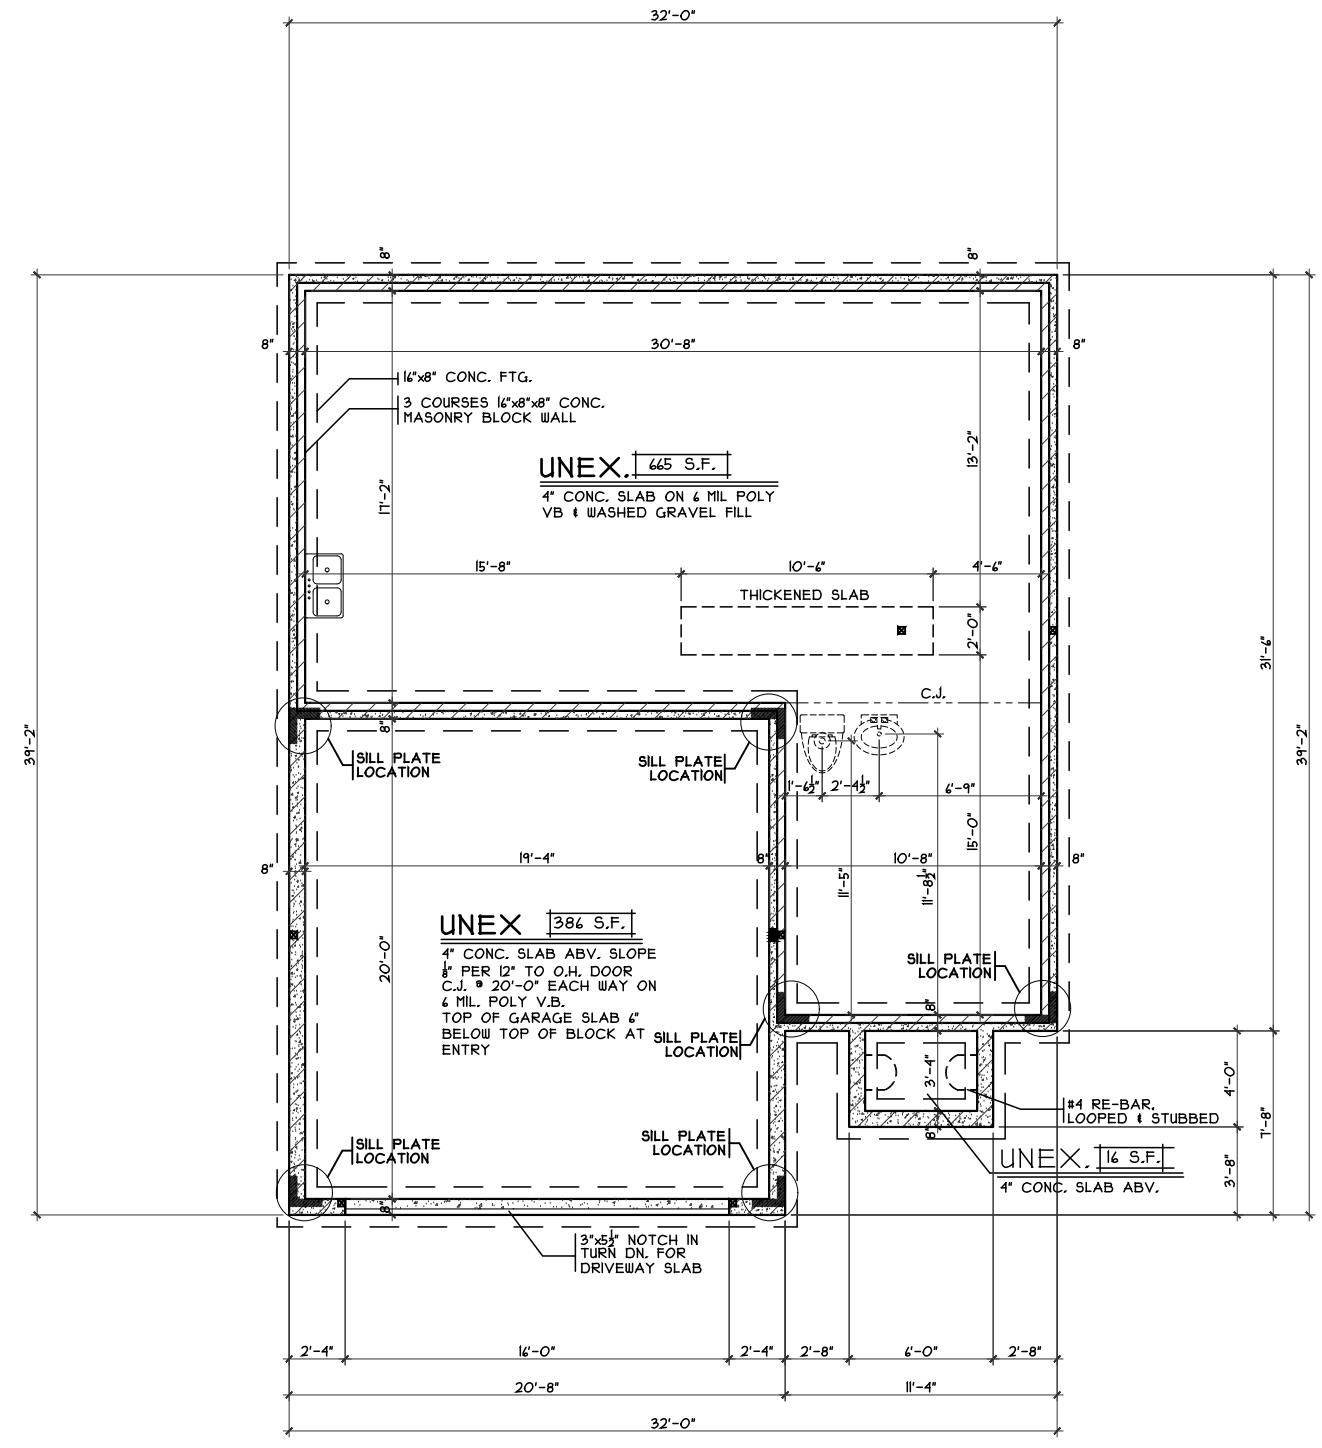 32'-0"
8"
8"
8"
30'-8"
8"
16"x8" CONC. FTG.
3 COURSES 16"x8"x8" CONC.
MASONRY BLOCK WALL
13'-2"
UNEX. 665 S.F.
4" CONC. SLAB ON 6 MIL POLY
VB & WASHED GRAVEL FILL
17'-2"
15'-8"
10'-6"
4'-6"
THICKENED SLAB
2'-0"
31'-6"
C.J.
8"
39'-2"
39'-2"
SILL PLATE
LOCATION
SILL PLATE
LOCATION
1'-6½"
2'-4½"
6'-9"
15'-0"
8"
19'-4"
8"
10'-8"
8"
11'-5"
11'-8½"
UNEX 386 S.F.
4" CONC. SLAB ABV. SLOPE
⅛" PER 12" TO O.H. DOOR
C.J. @ 20'-0" EACH WAY ON
6 MIL. POLY V.B.
TOP OF GARAGE SLAB 6"
BELOW TOP OF BLOCK AT
ENTRY
20'-0"
SILL PLATE
LOCATION
8"
SILL PLATE
LOCATION
3'-4"
4'-0"
#4 RE-BAR,
LOOPED & STUBBED
7'-8"
8"
SILL PLATE
LOCATION
SILL PLATE
LOCATION
UNEX. 16 S.F.
4" CONC. SLAB ABV.
3'-8"
8"
3"x5½" NOTCH IN
TURN DN. FOR
DRIVEWAY SLAB
2'-4"
16'-0"
2'-4"
2'-8"
6'-0"
2'-8"
20'-8"
11'-4"
32'-0"